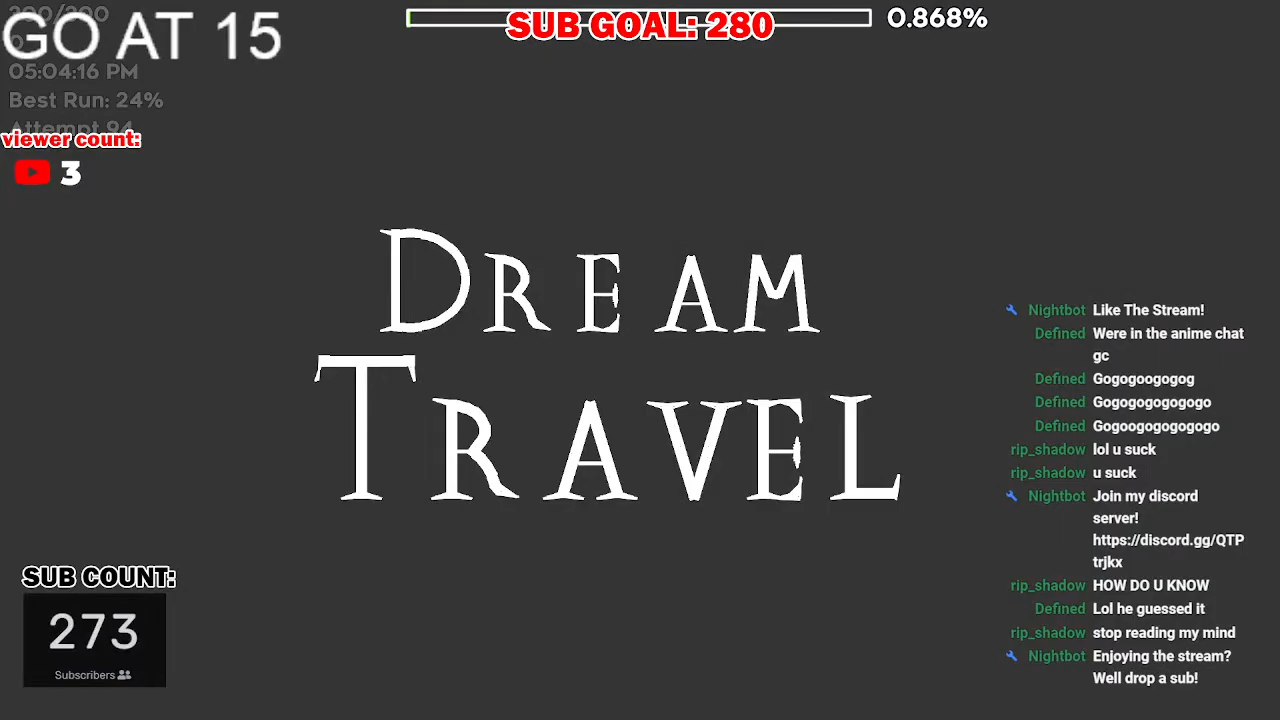 GO AT 15
05:04:16 PM
Best Run: 24%
Attempt 94
viewer count:
3
SUB GOAL: 280
0.868%
DREAM
TRAVEL
Nightbot Like The Stream!
Defined Were in the anime chat
gc
Defined Gogogoogogog
Defined Gogogogogogogo
Defined Gogoogogogogogo
rip_shadow lol u suck
rip_shadow u suck
Nightbot Join my discord
server!
https://discord.gg/QTP
trjkx
rip_shadow HOW DO U KNOW
Defined Lol he guessed it
rip_shadow stop reading my mind
Nightbot Enjoying the stream?
Well drop a sub!
SUB COUNT:
273
Subscribers